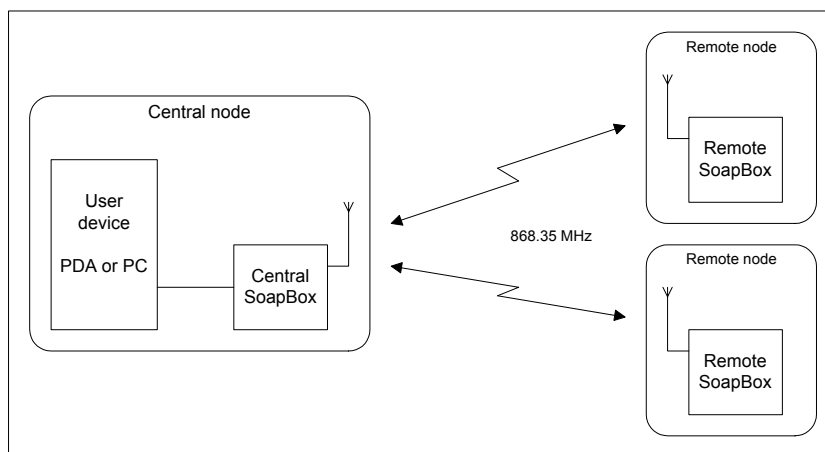 Central node
User
device
PDA or PC
Central
SoapBox
868.35 MHz
Remote node
Remote
SoapBox
Remote node
Remote
SoapBox